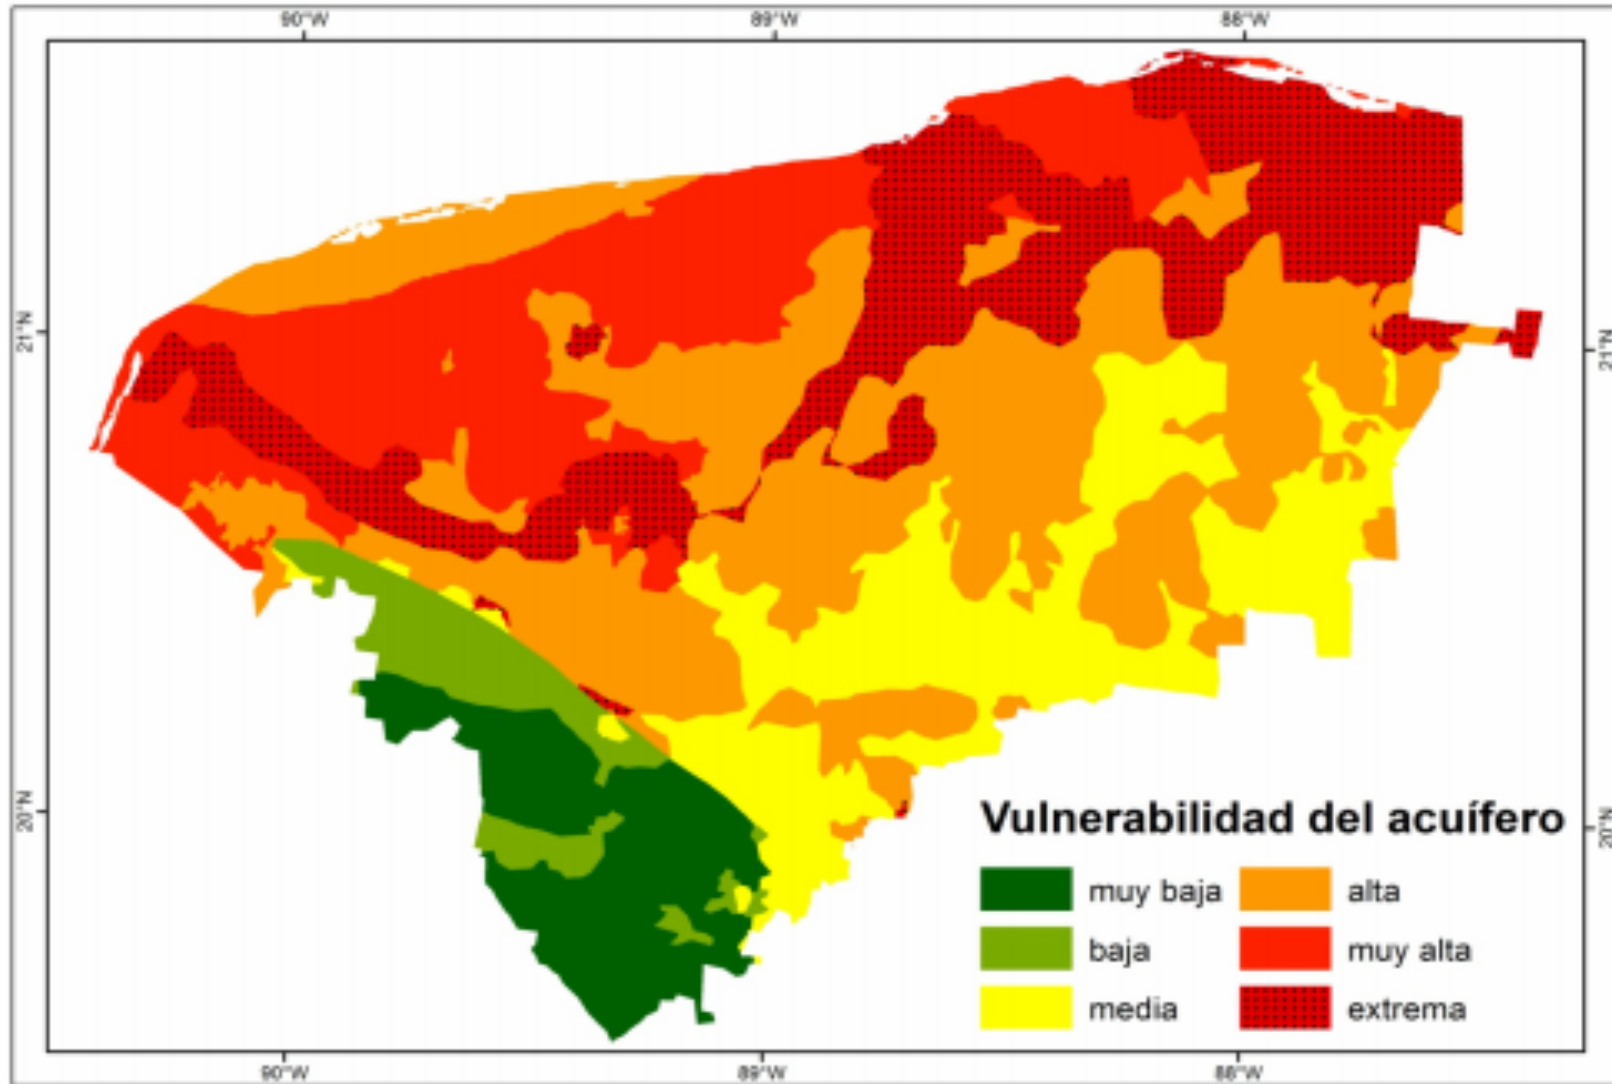 90°W 89°W 88°W
21°N 21°N
20°N 20°N
Vulnerabilidad del acuífero
muy baja alta
baja muy alta
media extrema
90°W 89°W 88°W